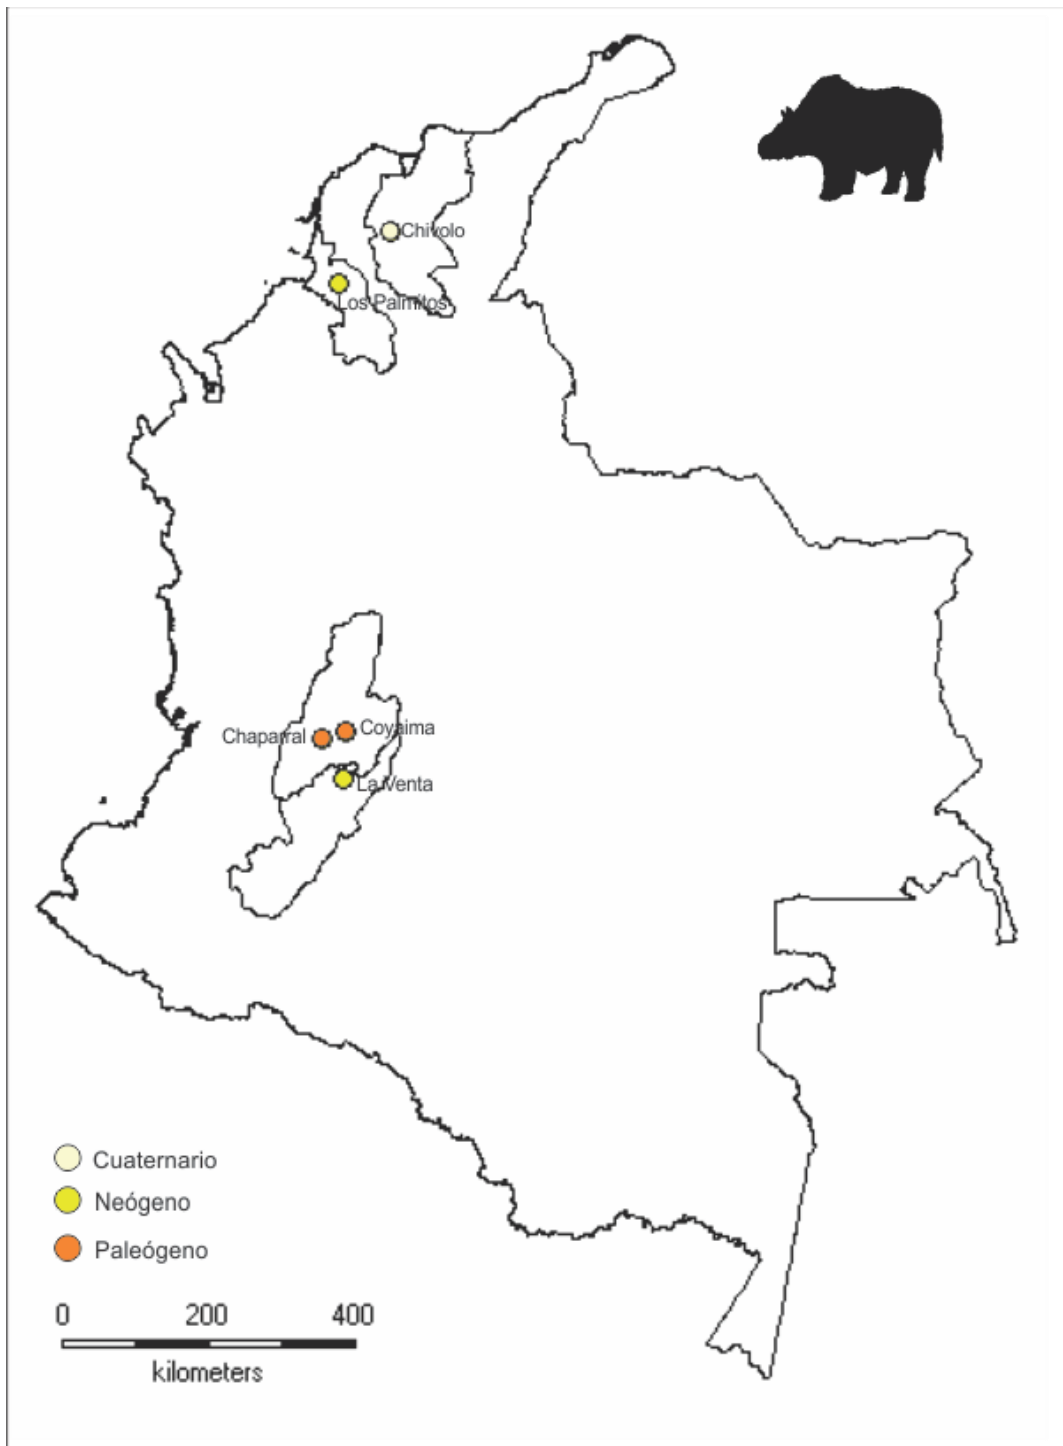 Chivolo
Los Palmitos
Chaparral
Coyaima
La Venta
Cuaternario
Neógeno
Paleógeno
0 200 400
kilometers